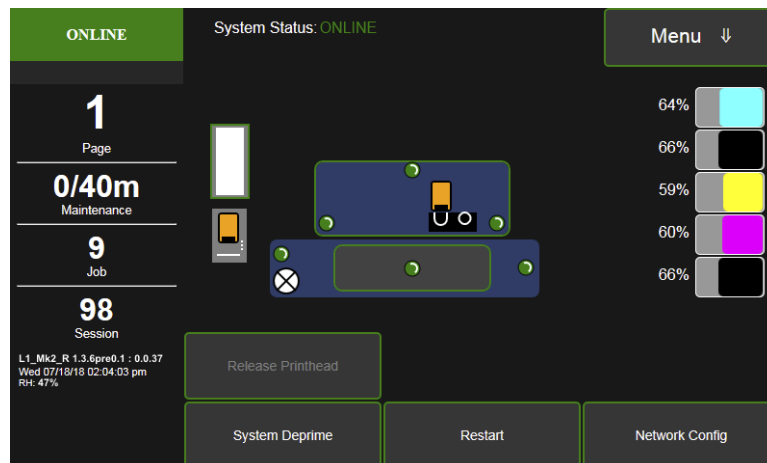 ONLINE
System Status: ONLINE
Menu ⇓
1
Page
0/40m
Maintenance
9
Job
98
Session
L1_Mk2_R 1.3.6pre0.1 : 0.0.37
Wed 07/18/18 02:04:03 pm
RH: 47%
64%
66%
59%
60%
66%
Release Printhead
System Deprime
Restart
Network Config